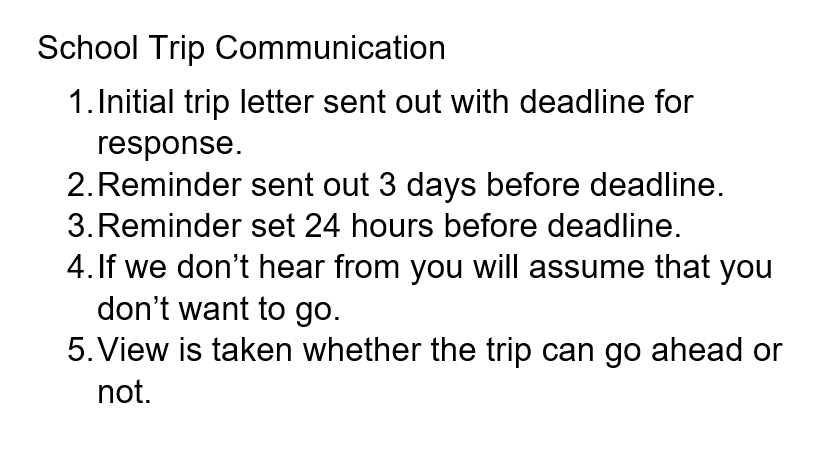 School Trip Communication
1.Initial trip letter sent out with deadline for
response.
2.Reminder sent out 3 days before deadline.
3.Reminder set 24 hours before deadline.
4.If we don’t hear from you will assume that you
don’t want to go.
5.View is taken whether the trip can go ahead or
not.